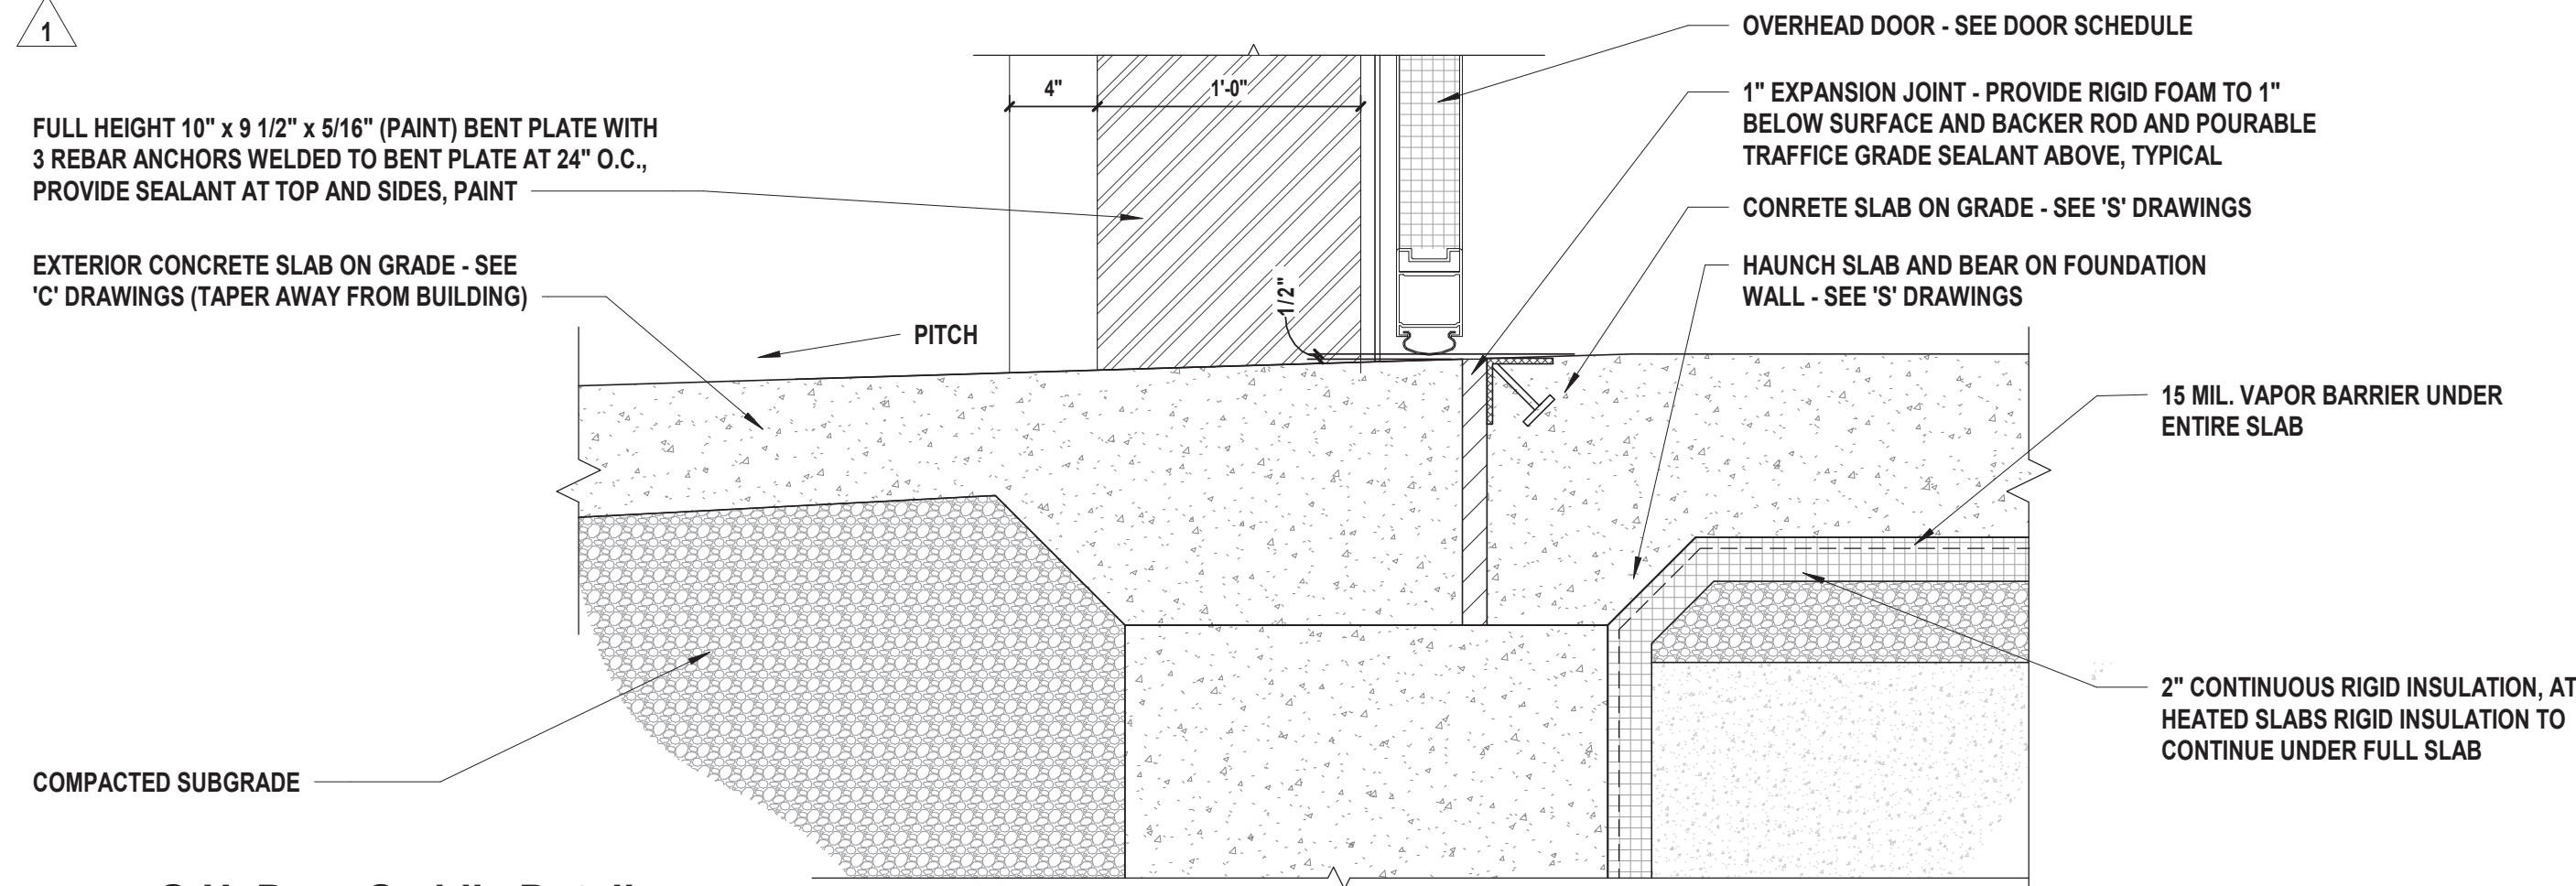 1
OVERHEAD DOOR - SEE DOOR SCHEDULE
4"
1'-0"
1" EXPANSION JOINT - PROVIDE RIGID FOAM TO 1"
BELOW SURFACE AND BACKER ROD AND POURABLE
TRAFFICE GRADE SEALANT ABOVE, TYPICAL
FULL HEIGHT 10" x 9 1/2" x 5/16" (PAINT) BENT PLATE WITH
3 REBAR ANCHORS WELDED TO BENT PLATE AT 24" O.C.,
PROVIDE SEALANT AT TOP AND SIDES, PAINT
CONRETE SLAB ON GRADE - SEE 'S' DRAWINGS
EXTERIOR CONCRETE SLAB ON GRADE - SEE
'C' DRAWINGS (TAPER AWAY FROM BUILDING)
HAUNCH SLAB AND BEAR ON FOUNDATION
WALL - SEE 'S' DRAWINGS
1/2"
PITCH
15 MIL. VAPOR BARRIER UNDER
ENTIRE SLAB
2" CONTINUOUS RIGID INSULATION, AT
HEATED SLABS RIGID INSULATION TO
CONTINUE UNDER FULL SLAB
COMPACTED SUBGRADE